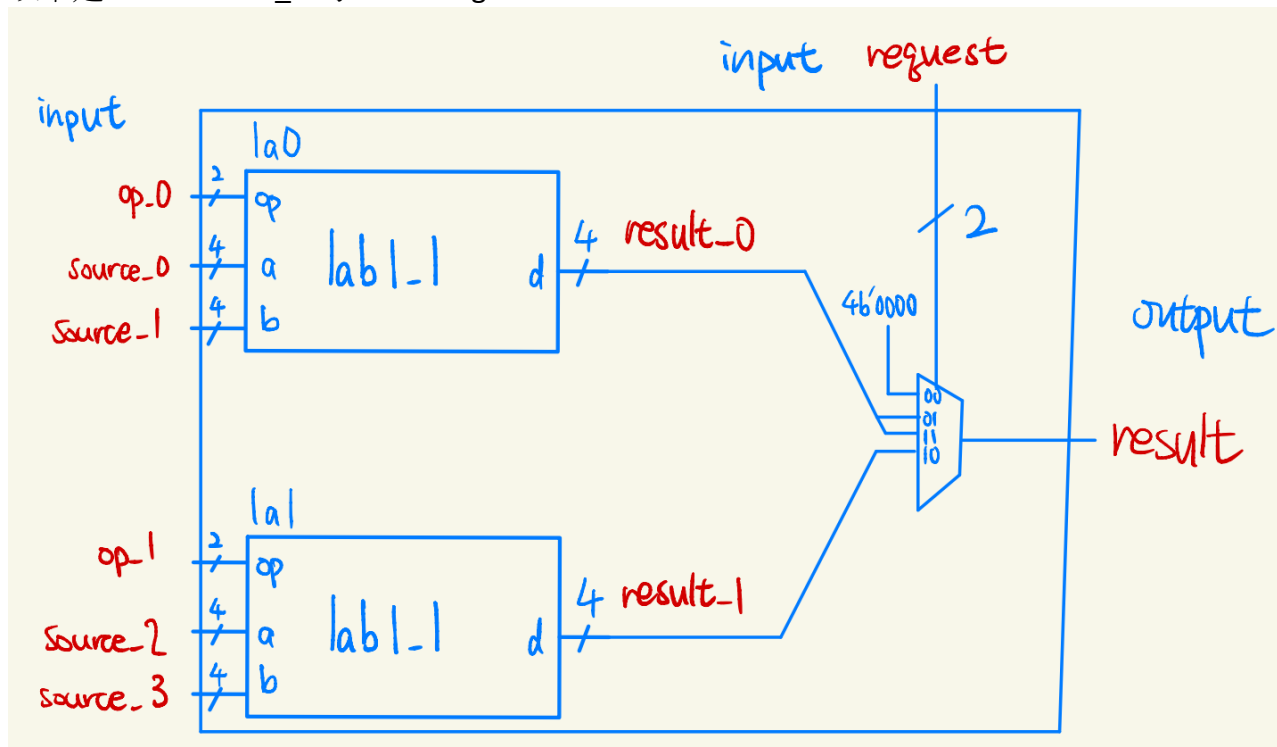 input request
input
la0
op_0 2 op
source_0 4 a
source_1 4 b
lab1_1
d 4 result_0
2
4b'0000
00
01
11
10
output
result
la1
op_1 2 op
source_2 4 a
source_3 4 b
lab1_1
d 4 result_1